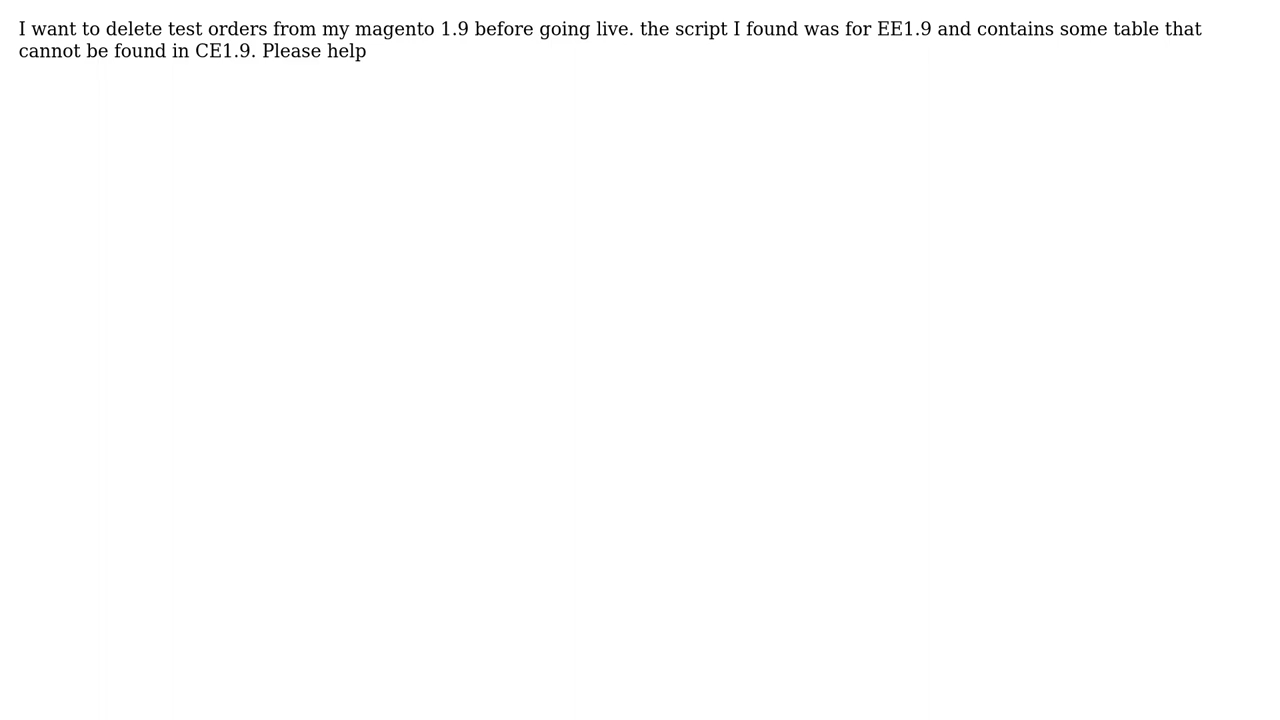 I want to delete test orders from my magento 1.9 before going live. the script I found was for EE1.9 and contains some table that
cannot be found in CE1.9. Please help